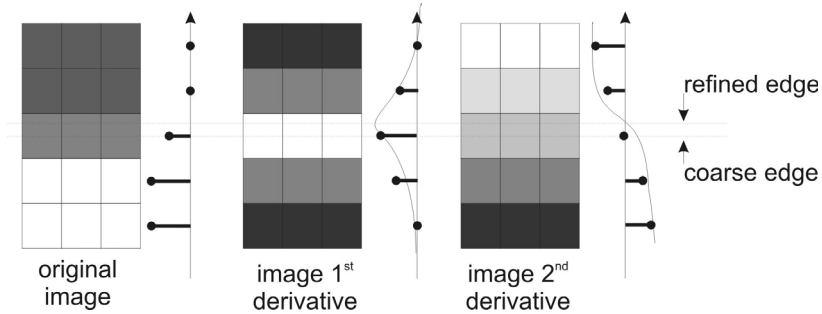 refined edge
coarse edge
original
image
image 1st
derivative
image 2nd
derivative